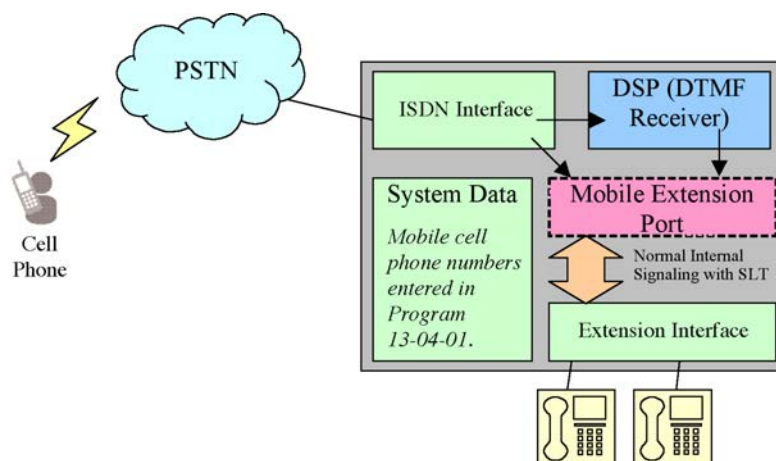 PSTN
ISDN Interface
DSP (DTMF
Receiver)
System Data
Mobile cell
phone numbers
entered in
Program
13-04-01.
Mobile Extension
Port
Normal Internal
Signaling with SLT
Extension Interface
Cell
Phone